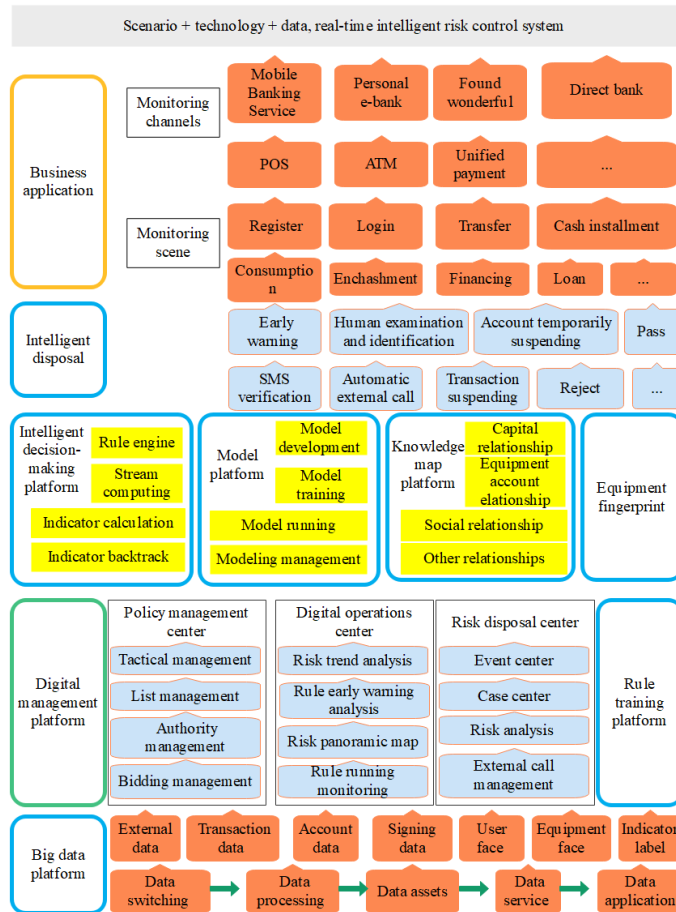 Scenario + technology + data, real-time intelligent risk control system
Business
application
Monitoring
channels
Mobile
Banking
Service
Personal
e-bank
Found
wonderful
Direct bank
POS
ATM
Unified
payment
...
Monitoring
scene
Register
Login
Transfer
Cash installment
Consumptio
n
Enchashment
Financing
Loan
...
Intelligent
disposal
Early
warning
Human examination
and identification
Account temporarily
suspending
Pass
SMS
verification
Automatic
external call
Transaction
suspending
Reject
...
Intelligent
decision-
making
platform
Rule engine
Stream
computing
Indicator calculation
Indicator backtrack
Model
platform
Model
development
Model
training
Model running
Modeling management
Knowledge
map platform
Capital
relationship
Equipment
account
elationship
Social relationship
Other relationships
Equipment
fingerprint
Digital
management
platform
Policy management
center
Tactical management
List management
Authority
management
Bidding management
Digital operations
center
Risk trend analysis
Rule early warning
analysis
Risk panoramic map
Rule running
monitoring
Risk disposal center
Event center
Case center
Risk analysis
External call
management
Rule
training
platform
Big data
platform
External
data
Transaction
data
Account
data
Signing
data
User
face
Equipment
face
Indicator
label
Data
switching
Data
processing
Data assets
Data
service
Data
application